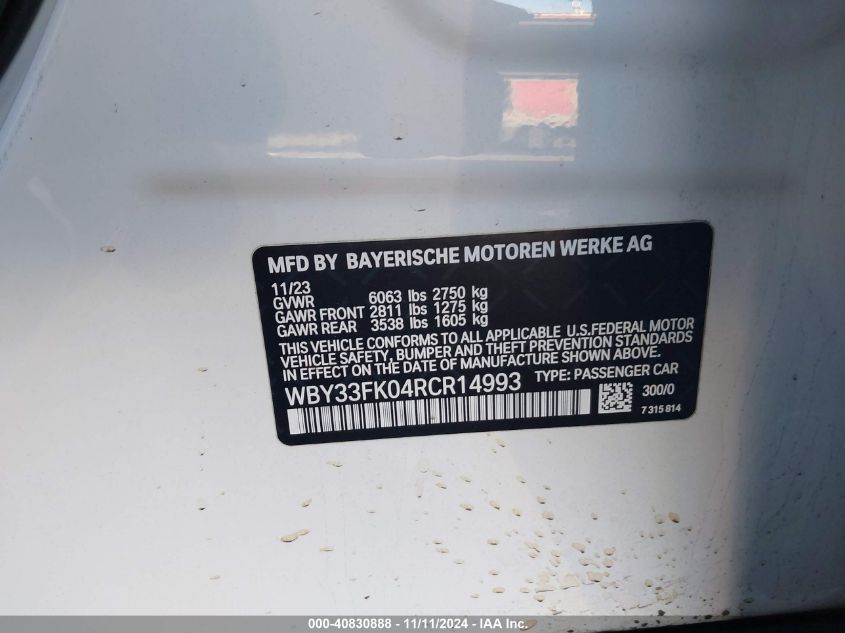 MFD BY BAYERISCHE MOTOREN WERKE AG
11/23
GVWR 6063 lbs 2750 kg
GAWR FRONT 2811 lbs 1275 kg
GAWR REAR 3538 lbs 1605 kg
THIS VEHICLE CONFORMS TO ALL APPLICABLE U.S.FEDERAL MOTOR
VEHICLE SAFETY, BUMPER AND THEFT PREVENTION STANDARDS
IN EFFECT ON THE DATE OF MANUFACTURE SHOWN ABOVE.
WBY33FK04RCR14993 TYPE: PASSENGER CAR
300/0
7 315 814
000-40830888 - 11/11/2024 - IAA Inc.